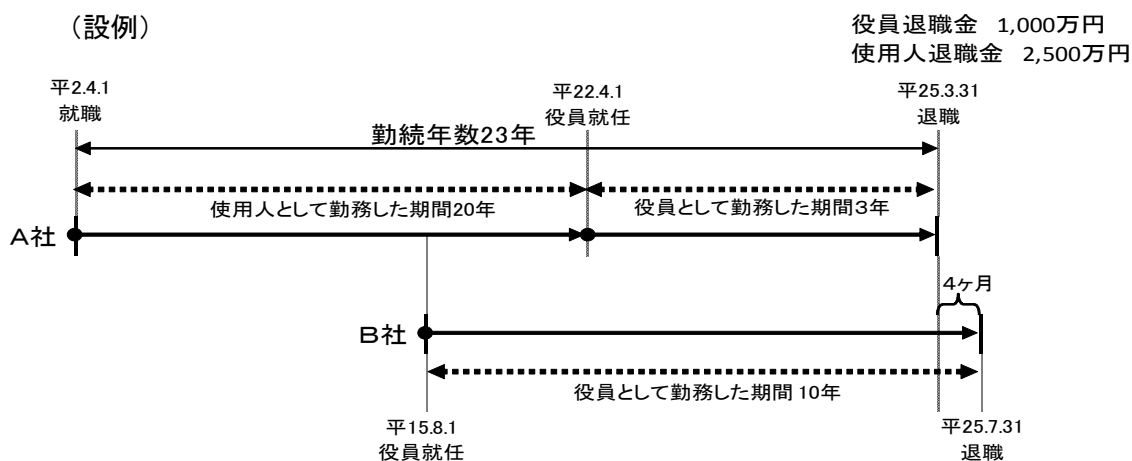 （設例）
役員退職金 1,000万円
使用人退職金 2,500万円
平2.4.1
就職
平22.4.1
役員就任
平25.3.31
退職
勤続年数23年
使用人として勤務した期間20年
役員として勤務した期間３年
Ａ社
4ヶ月
Ｂ社
役員として勤務した期間 10年
平15.8.1
役員就任
平25.7.31
退職